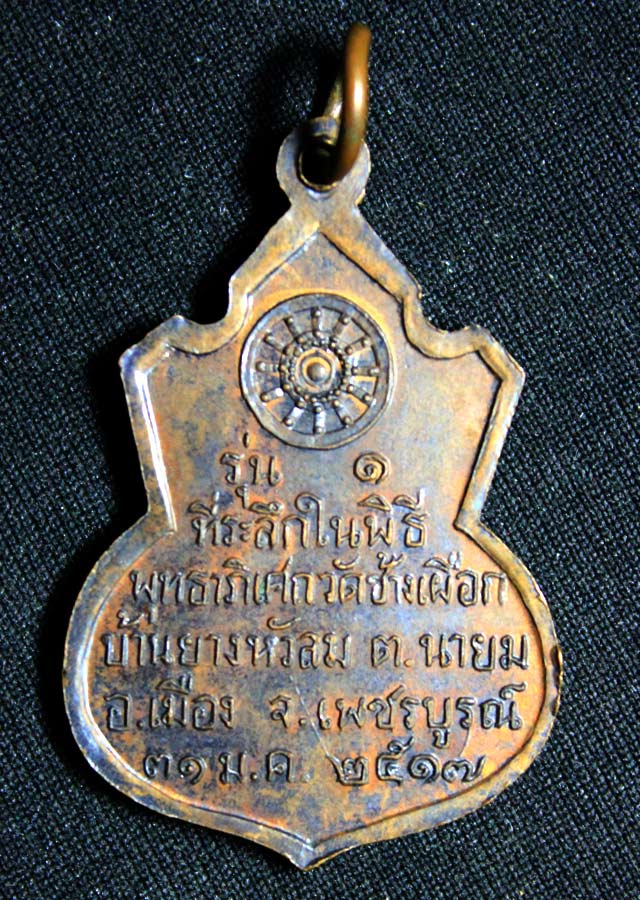 รุ่น ๑
ที่ระลึกในพิธี
พุทธาภิเศกวัดช้างเผือก
บ้านยางหัวลม ต.นายม
อ.เมือง จ.เพชรบูรณ์
๓๑ ม.ค. ๒๕๑๗